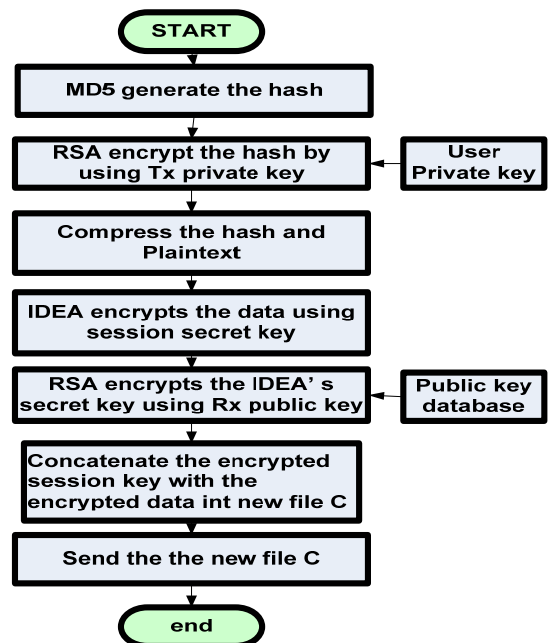 START
MD5 generate the hash
RSA encrypt the hash by
using Tx private key
User
Private key
Compress the hash and
Plaintext
IDEA encrypts the data using
session secret key
RSA encrypts the IDEA' s
secret key using Rx public key
Public key
database
Concatenate the encrypted
session key with the
encrypted data int new file C
Send the the new file C
end